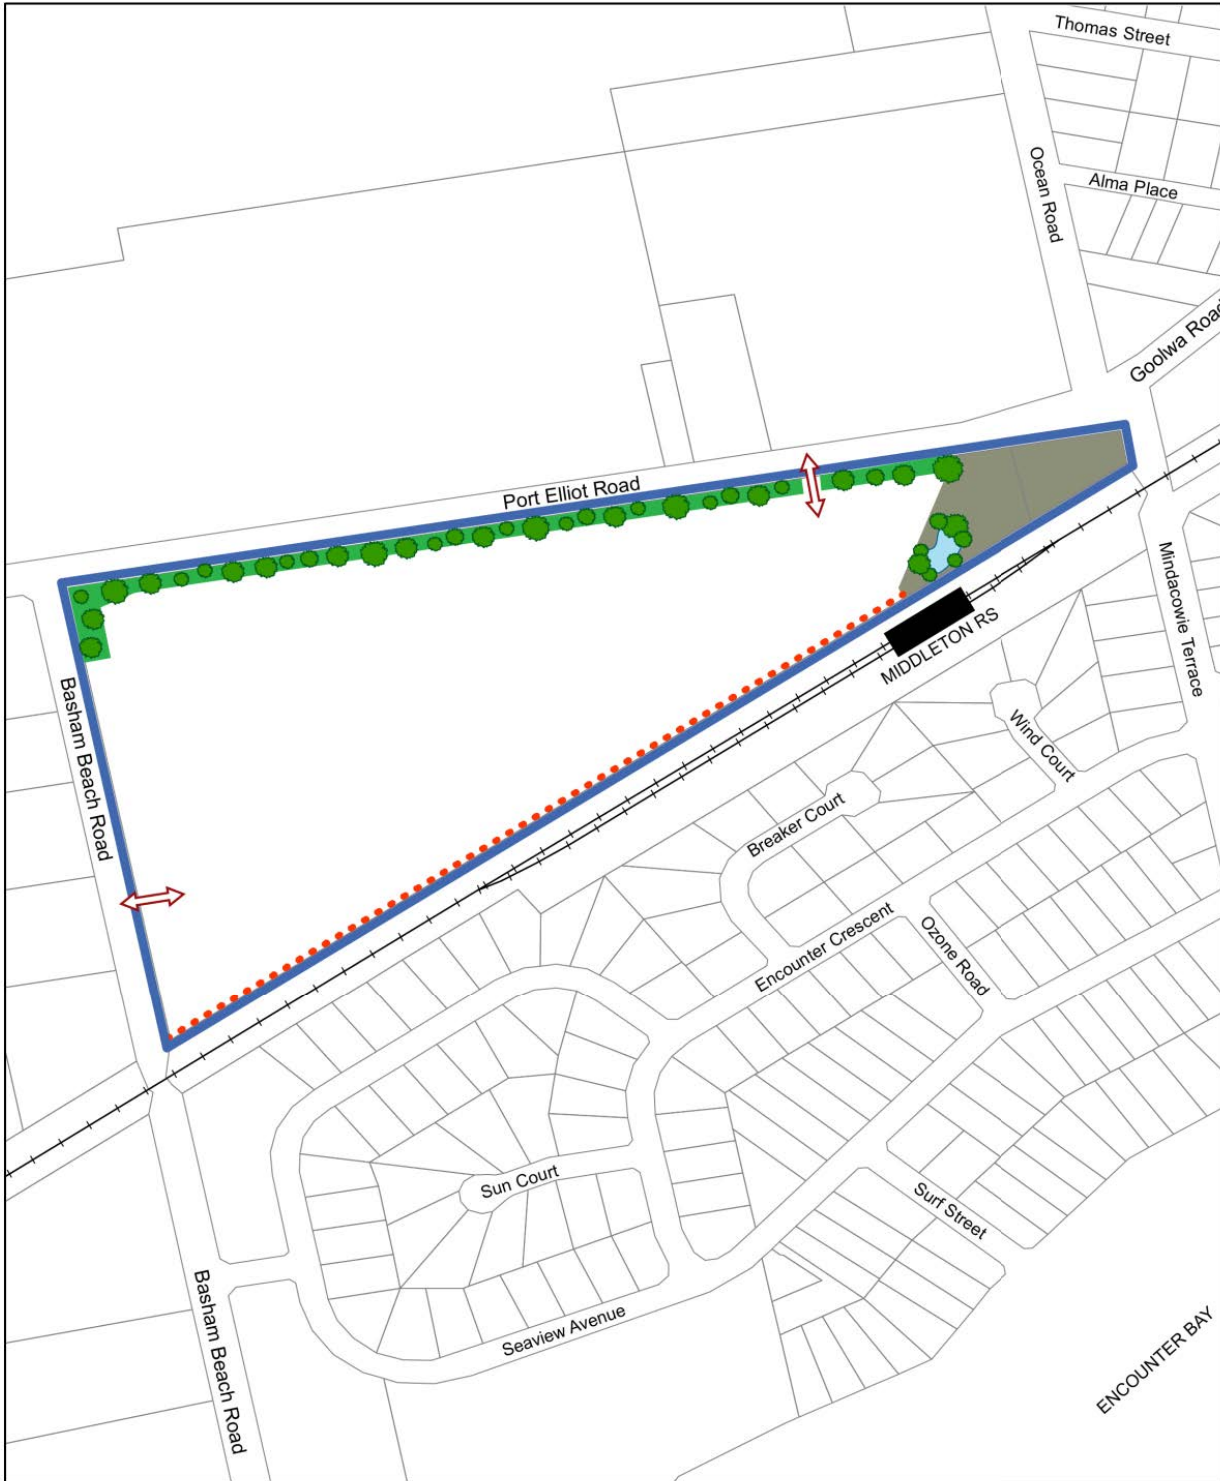 Thomas Street
Ocean Road
Alma Place
Goolwa Road
Port Elliot Road
Mindacowie Terrace
MIDDLETON RS
Basham Beach Road
Wind Court
Breaker Court
Encounter Crescent
Ozone Road
Sun Court
Surf Street
Basham Beach Road
Seaview Avenue
ENCOUNTER BAY